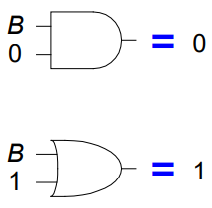 B
0 = 0
B
1 = 1